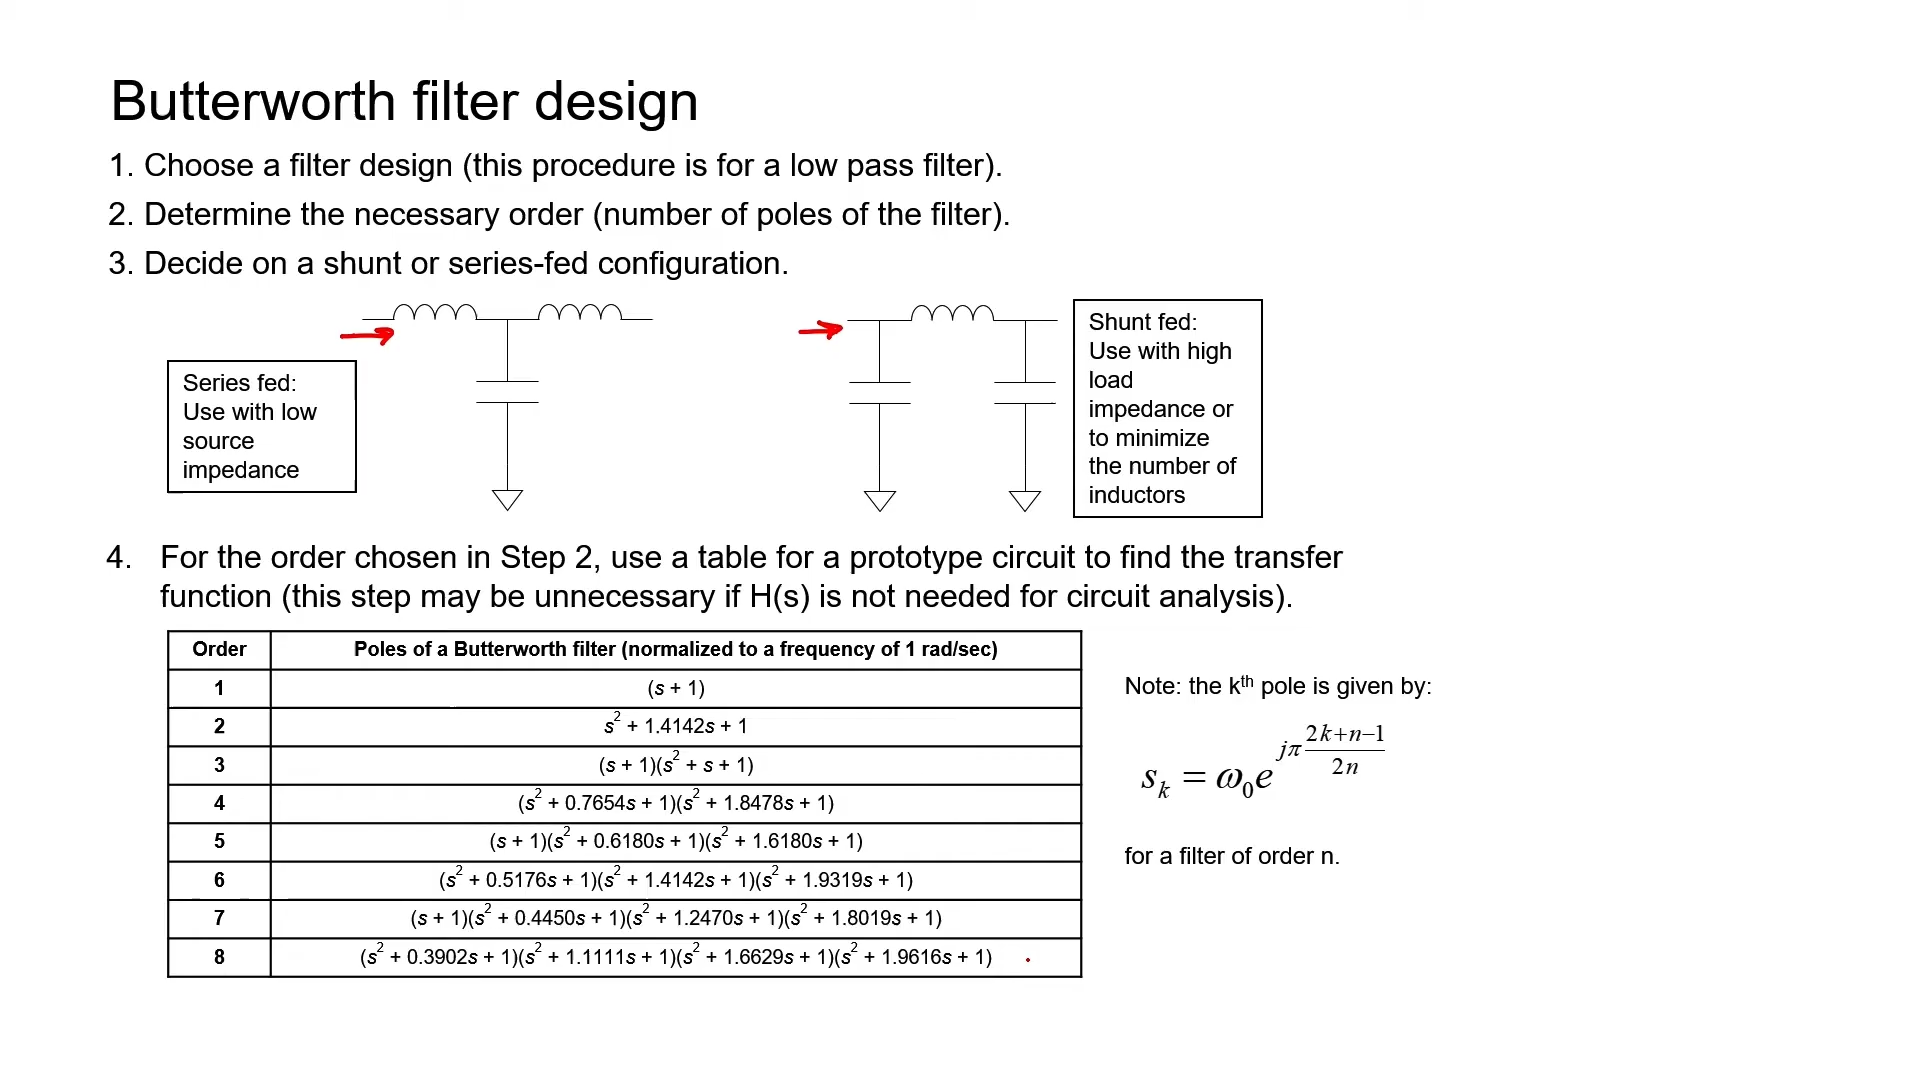 Butterworth filter design
1. Choose a filter design (this procedure is for a low pass filter).
2. Determine the necessary order (number of poles of the filter).
3. Decide on a shunt or series-fed configuration.
Series fed:
Use with low
source
impedance
Shunt fed:
Use with high
load
impedance or
to minimize
the number of
inductors
4. For the order chosen in Step 2, use a table for a prototype circuit to find the transfer
function (this step may be unnecessary if H(s) is not needed for circuit analysis).
Order Poles of a Butterworth filter (normalized to a frequency of 1 rad/sec)
1 (s + 1)
2 s² + 1.4142s + 1
3 (s + 1)(s² + s + 1)
4 (s² + 0.7654s + 1)(s² + 1.8478s + 1)
5 (s + 1)(s² + 0.6180s + 1)(s² + 1.6180s + 1)
6 (s² + 0.5176s + 1)(s² + 1.4142s + 1)(s² + 1.9319s + 1)
7 (s + 1)(s² + 0.4450s + 1)(s² + 1.2470s + 1)(s² + 1.8019s + 1)
8 (s² + 0.3902s + 1)(s² + 1.1111s + 1)(s² + 1.6629s + 1)(s² + 1.9616s + 1)
Note: the kᵗʰ pole is given by:
s_k = ω₀e^{jπ(2k+n−1)/(2n)}
for a filter of order n.